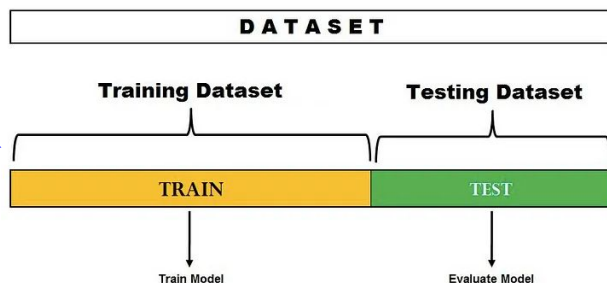 DATASET
Training Dataset
Testing Dataset
TRAIN
TEST
Train Model
Evaluate Model